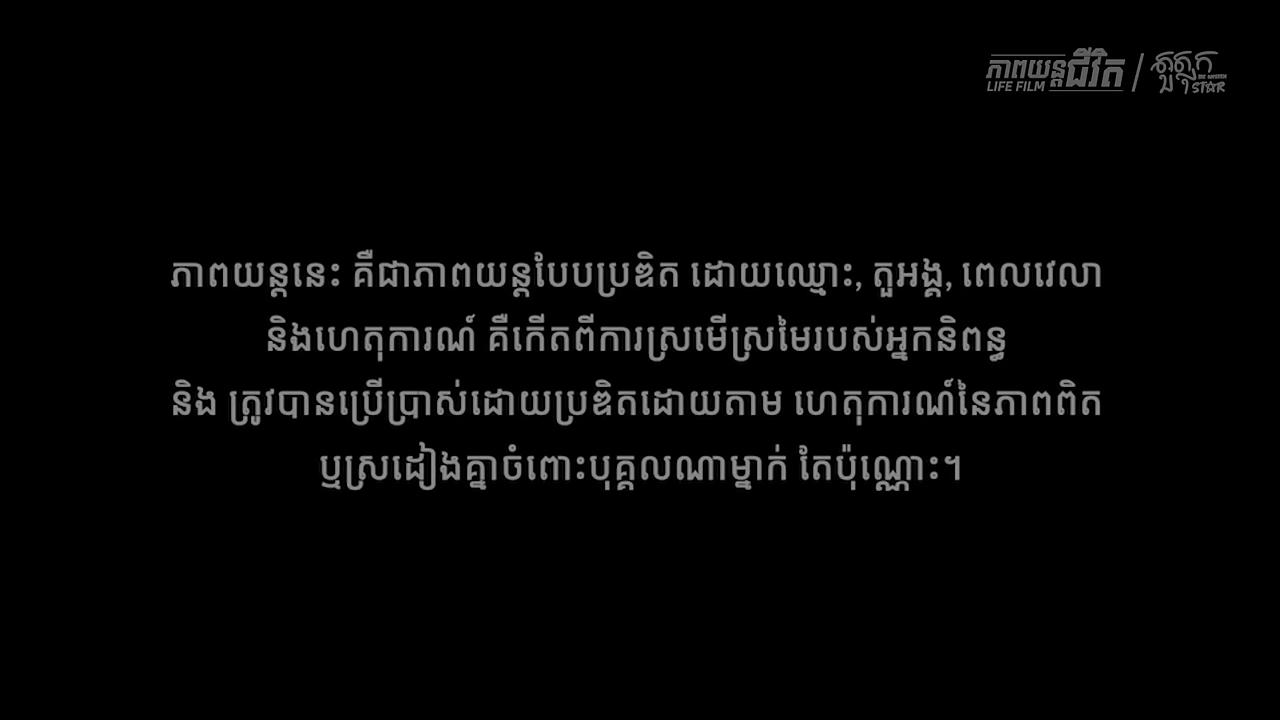 ភាពយន្តជីវិត
LIFE FILM
STAR
ភាពយន្តនេះ គឺជាភាពយន្តបែបប្រឌិត ដោយឈ្មោះ, តួអង្គ, ពេលវេលា
និងហេតុការណ៍ គឺកើតពីការស្រមើស្រមៃរបស់អ្នកនិពន្ធ
និង ត្រូវបានប្រើប្រាស់ដោយប្រឌិតដោយតាម ហេតុការណ៍នៃភាពពិត
ឬស្រដៀងគ្នាចំពោះបុគ្គលណាម្នាក់ តែប៉ុណ្ណោះ។